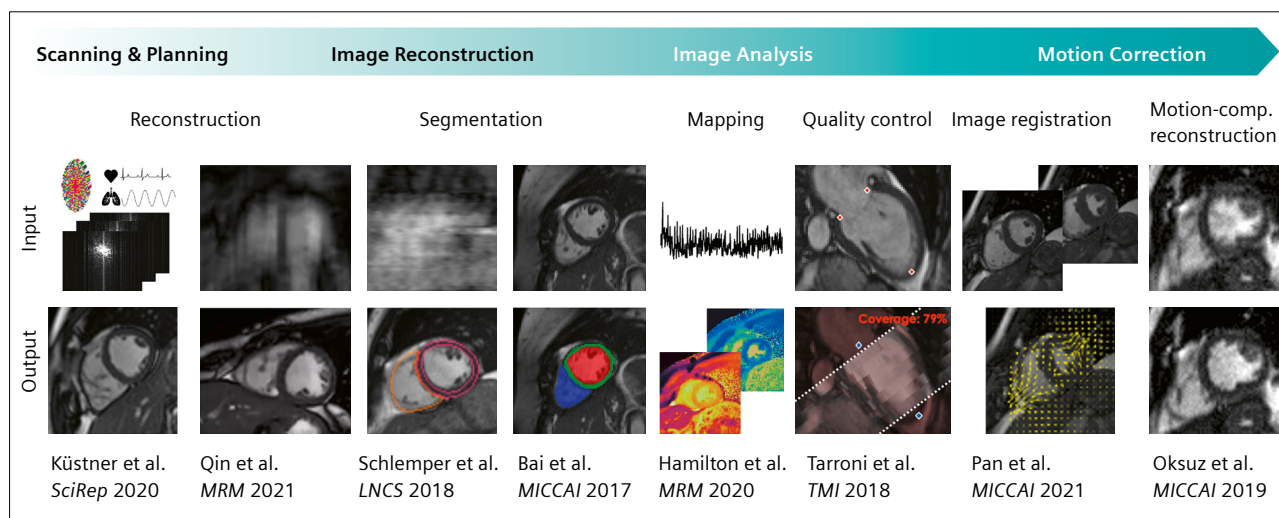 Scanning & Planning Image Reconstruction Image Analysis Motion Correction
Reconstruction Segmentation Mapping Quality control Image registration Motion-comp.
reconstruction
Input
Coverage: 79%
Output
Küstner et al. Qin et al. Schlemper et al. Bai et al. Hamilton et al. Tarroni et al. Pan et al. Oksuz et al.
SciRep 2020 MRM 2021 LNCS 2018 MICCAI 2017 MRM 2020 TMI 2018 MICCAI 2021 MICCAI 2019